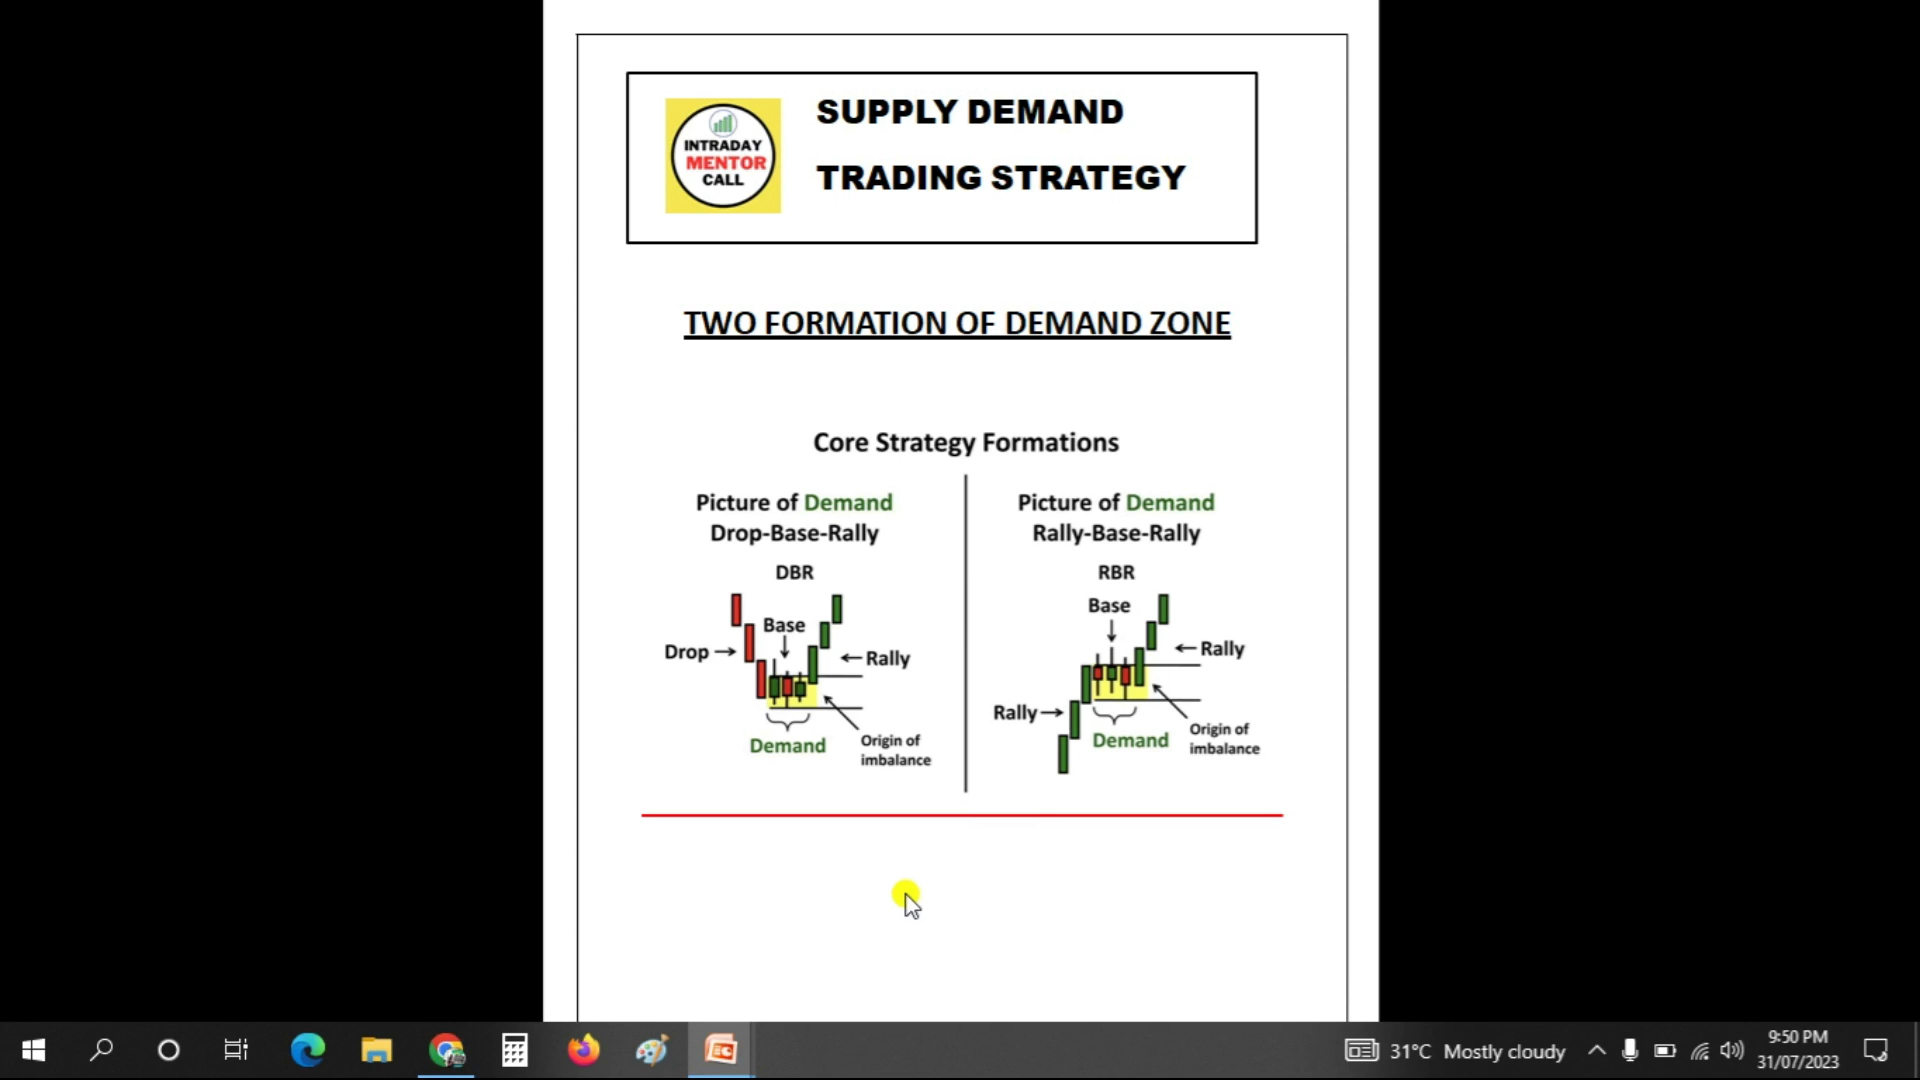 INTRADAY
MENTOR
CALL
SUPPLY DEMAND
TRADING STRATEGY
TWO FORMATION OF DEMAND ZONE
Core Strategy Formations
Picture of Demand
Drop-Base-Rally
DBR
Base
Drop
Rally
Demand
Origin of
imbalance
Picture of Demand
Rally-Base-Rally
RBR
Base
Rally
Rally
Demand
Origin of
imbalance
31°C Mostly cloudy
9:50 PM
31/07/2023